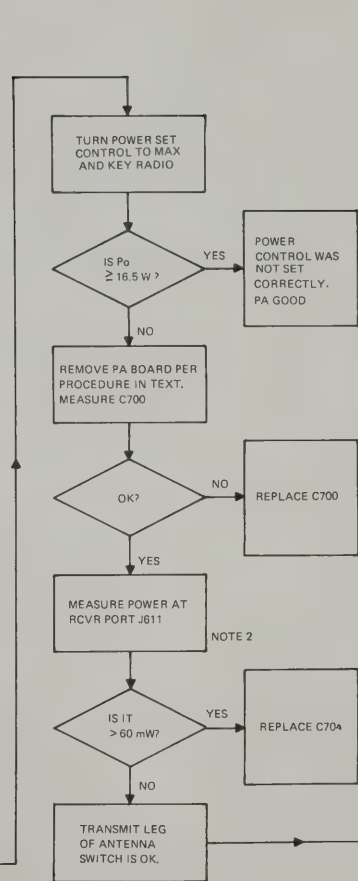 TURN POWER SET
CONTROL TO MAX
AND KEY RADIO
IS Po
≧ 16.5 W ?
YES
POWER
CONTROL WAS
NOT SET
CORRECTLY.
PA GOOD
NO
REMOVE PA BOARD PER
PROCEDURE IN TEXT.
MEASURE C700
OK?
NO
REPLACE C700
YES
MEASURE POWER AT
RCVR PORT J611
NOTE 2
IS IT
> 60 mW?
YES
REPLACE C704
NO
TRANSMIT LEG
OF ANTENNA
SWITCH IS OK.